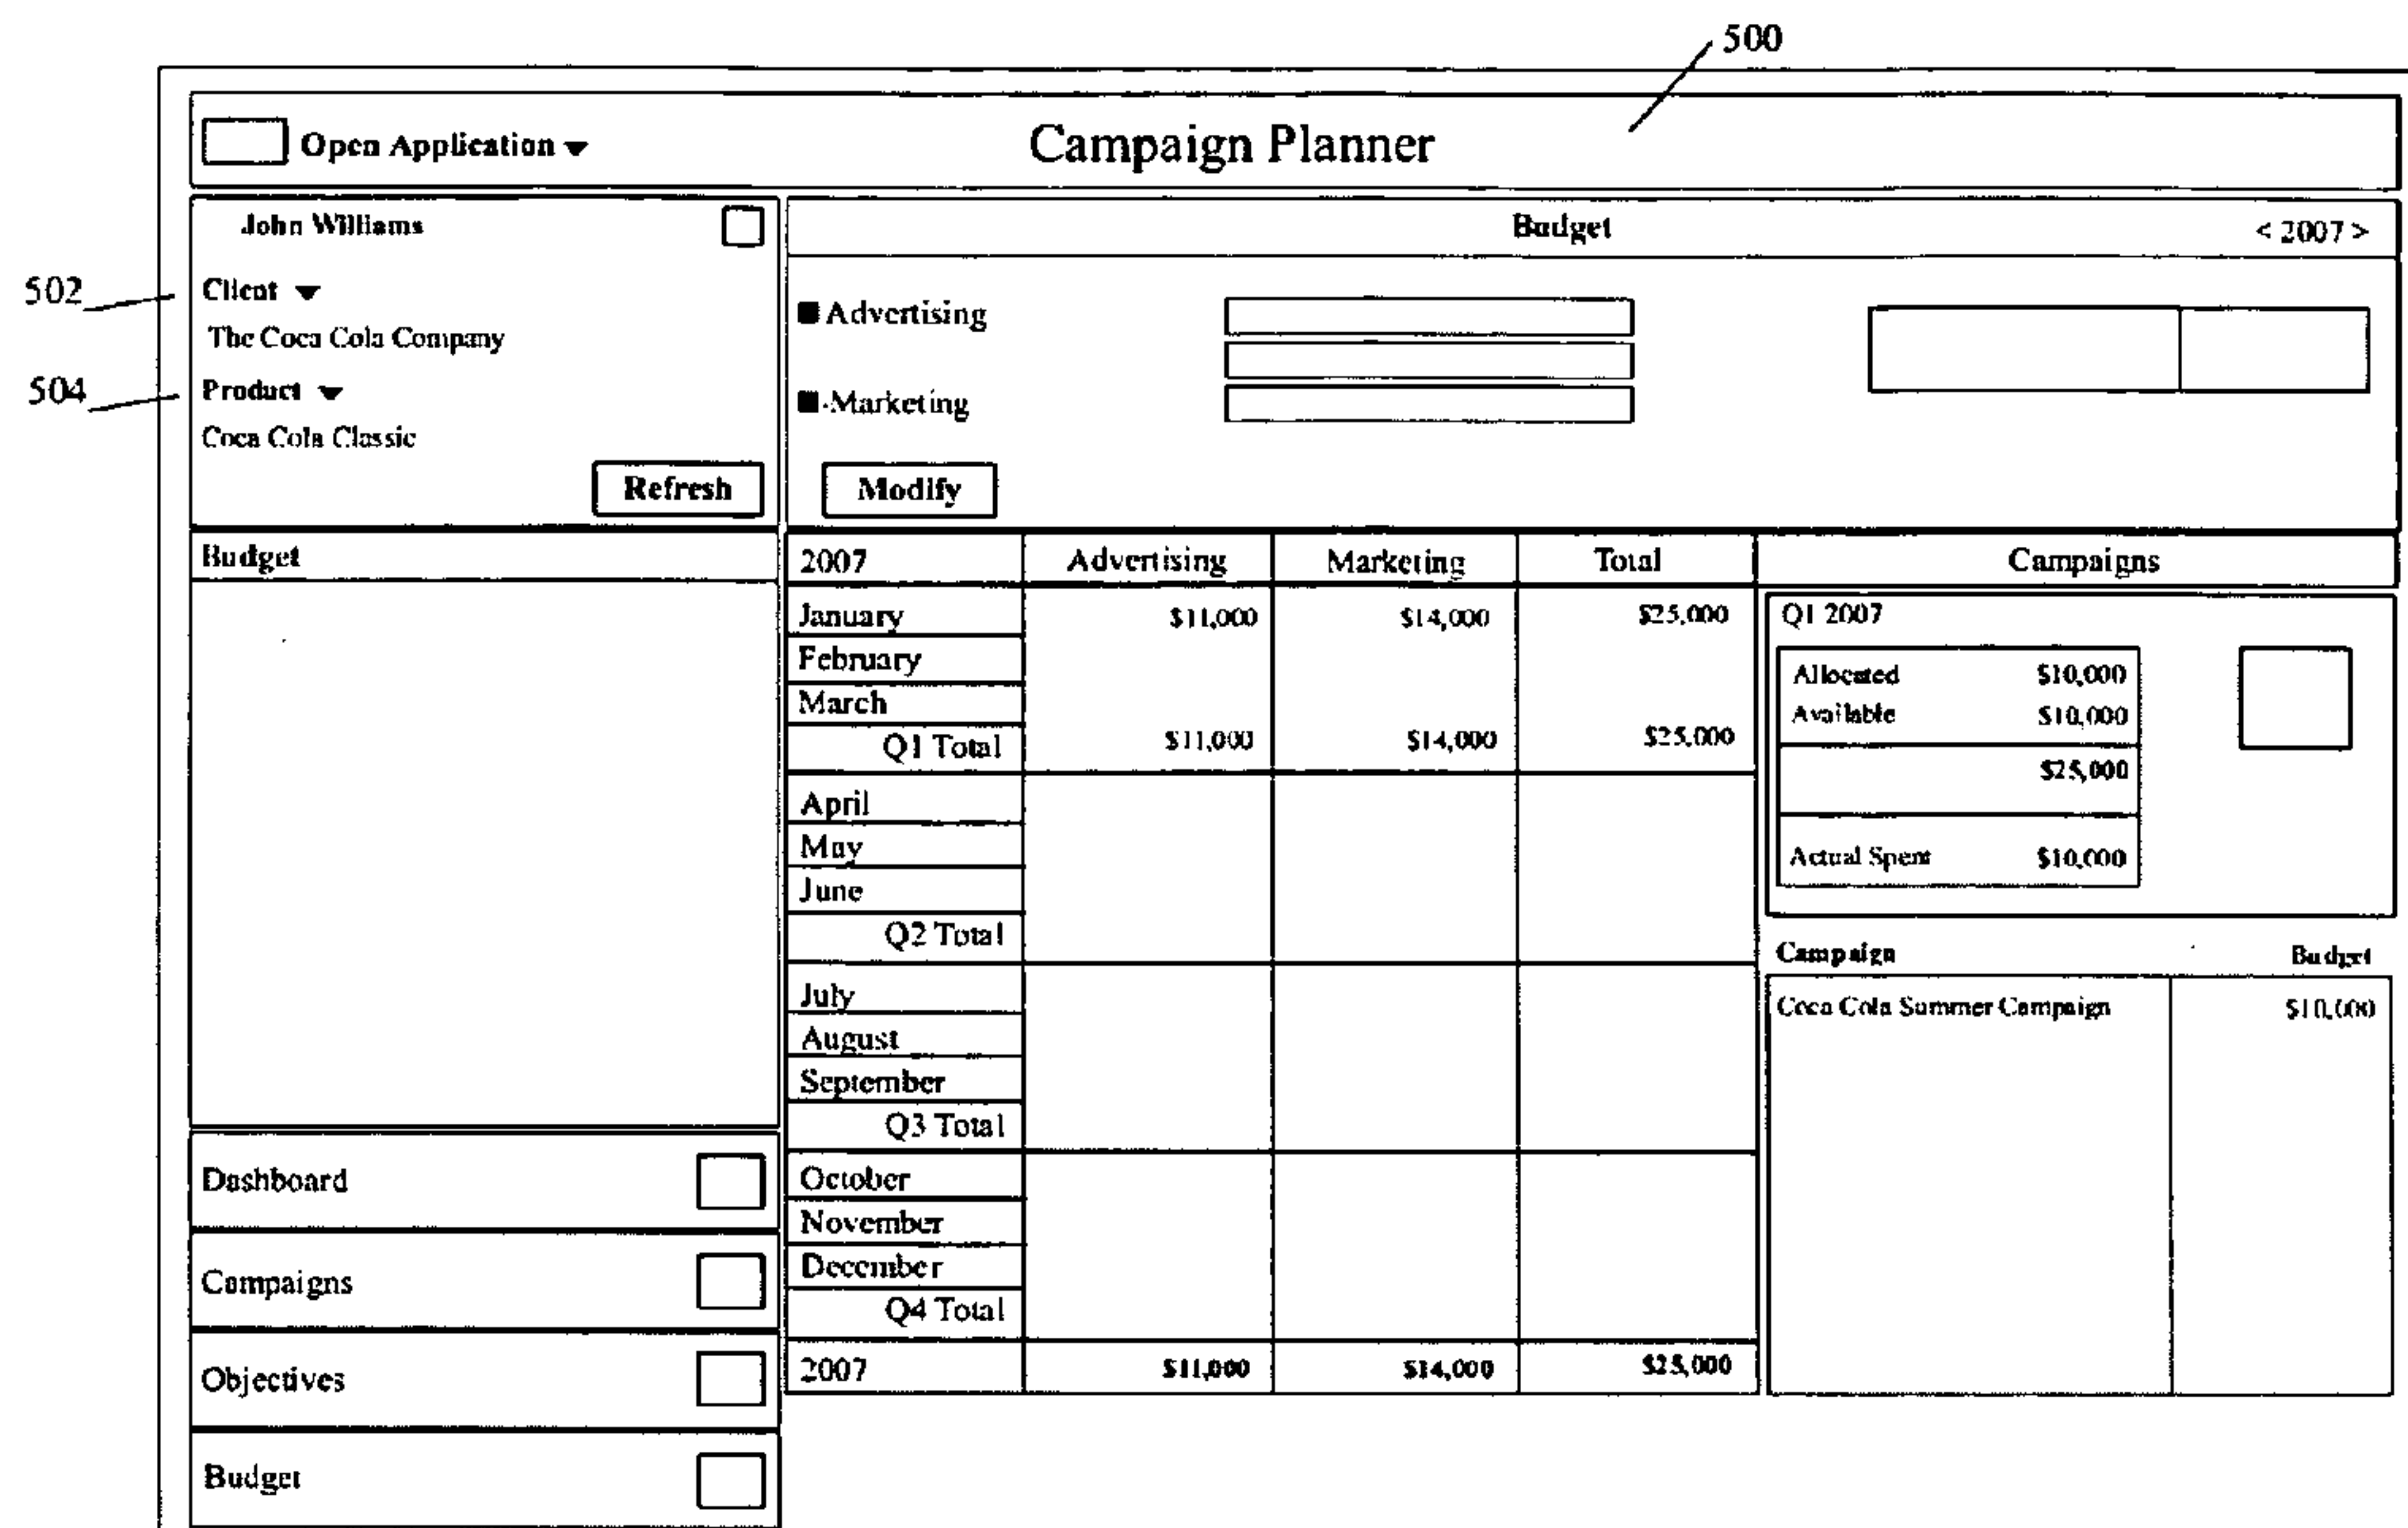 500
Open Application
Campaign Planner
John Williams
502
Client
The Coca Cola Company
504
Product
Coca Cola Classic
Refresh
Budget
< 2007 >
Advertising
Marketing
Modify
Budget
2007 Advertising Marketing Total
January $11,000 $14,000 $25,000
February
March
Q1 Total $11,000 $14,000 $25,000
April
May
June
Q2 Total
July
August
September
Q3 Total
October
November
December
Q4 Total
2007 $11,000 $14,000 $25,000
Campaigns
Q1 2007
Allocated $10,000
Available $10,000
$25,000
Actual Spent $10,000
Campaign Budget
Coca Cola Summer Campaign $10,000
Dashboard
Campaigns
Objectives
Budget